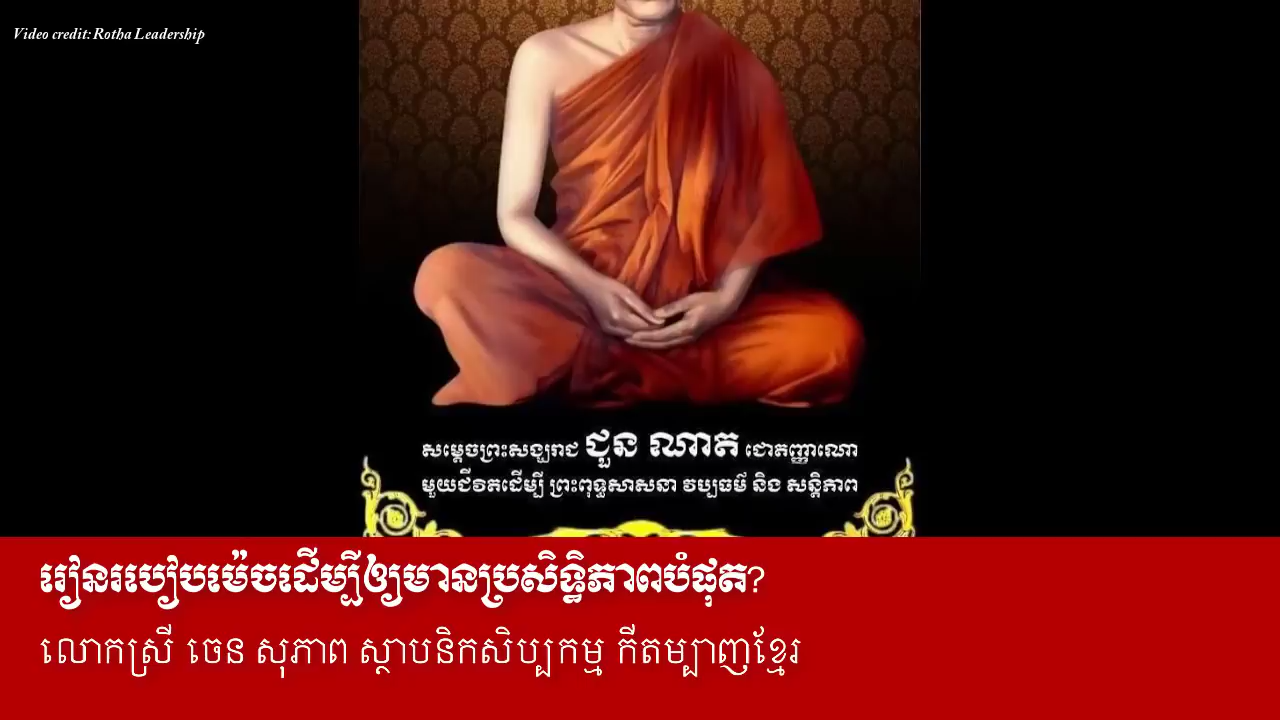 Video credit: Rotha Leadership
សម្តេចព្រះសង្ឃរាជ ជួន ណាត ជោតញ្ញាណោ
មួយជីវិតដើម្បី ព្រះពុទ្ធសាសនា វប្បធម៌ និង សន្តិភាព
រៀនរបៀបម៉េចដើម្បីឲ្យមានប្រសិទ្ធិភាពបំផុត?
លោកស្រី ចេន សុភាព ស្ថាបនិកសិប្បកម្ម កីតម្បាញខ្មែរ